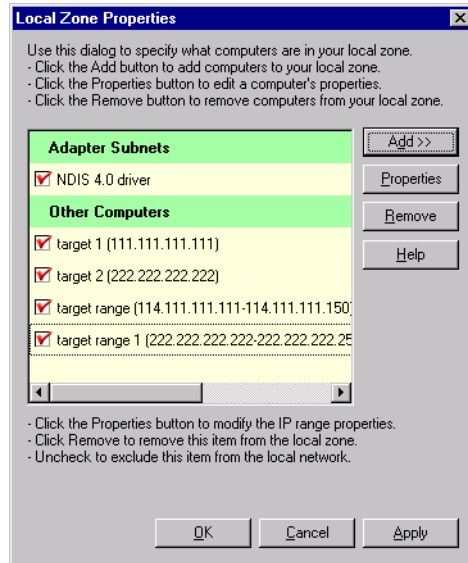 Local Zone Properties
Use this dialog to specify what computers are in your local zone.
- Click the Add button to add computers to your local zone.
- Click the Properties button to edit a computer's properties.
- Click the Remove button to remove computers from your local zone.
Adapter Subnets
NDIS 4.0 driver
Other Computers
target 1 (111.111.111.111)
target 2 (222.222.222.222)
target range (114.111.111.111-114.111.111.150)
target range 1 (222.222.222.222-222.222.222.25
Add >>
Properties
Remove
Help
- Click the Properties button to modify the IP range properties.
- Click Remove to remove this item from the local zone.
- Uncheck to exclude this item from the local network.
OK
Cancel
Apply